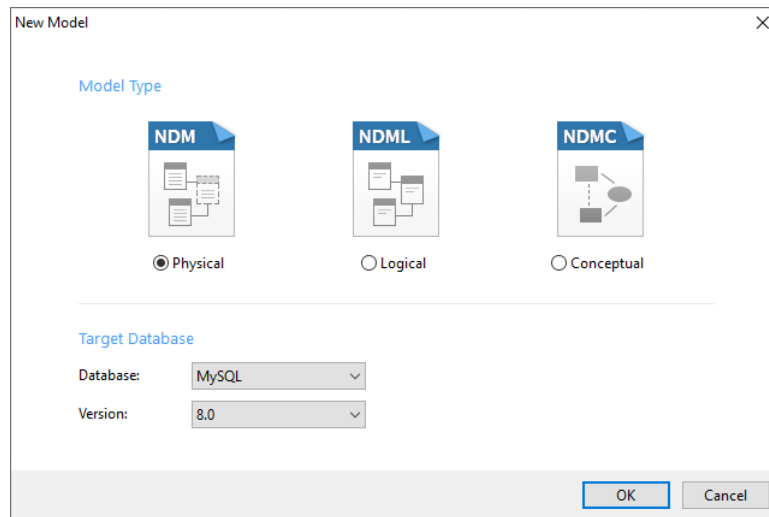 New Model
Model Type
NDM NDML NDMC
Physical Logical Conceptual
Target Database
Database: MySQL
Version: 8.0
OK Cancel